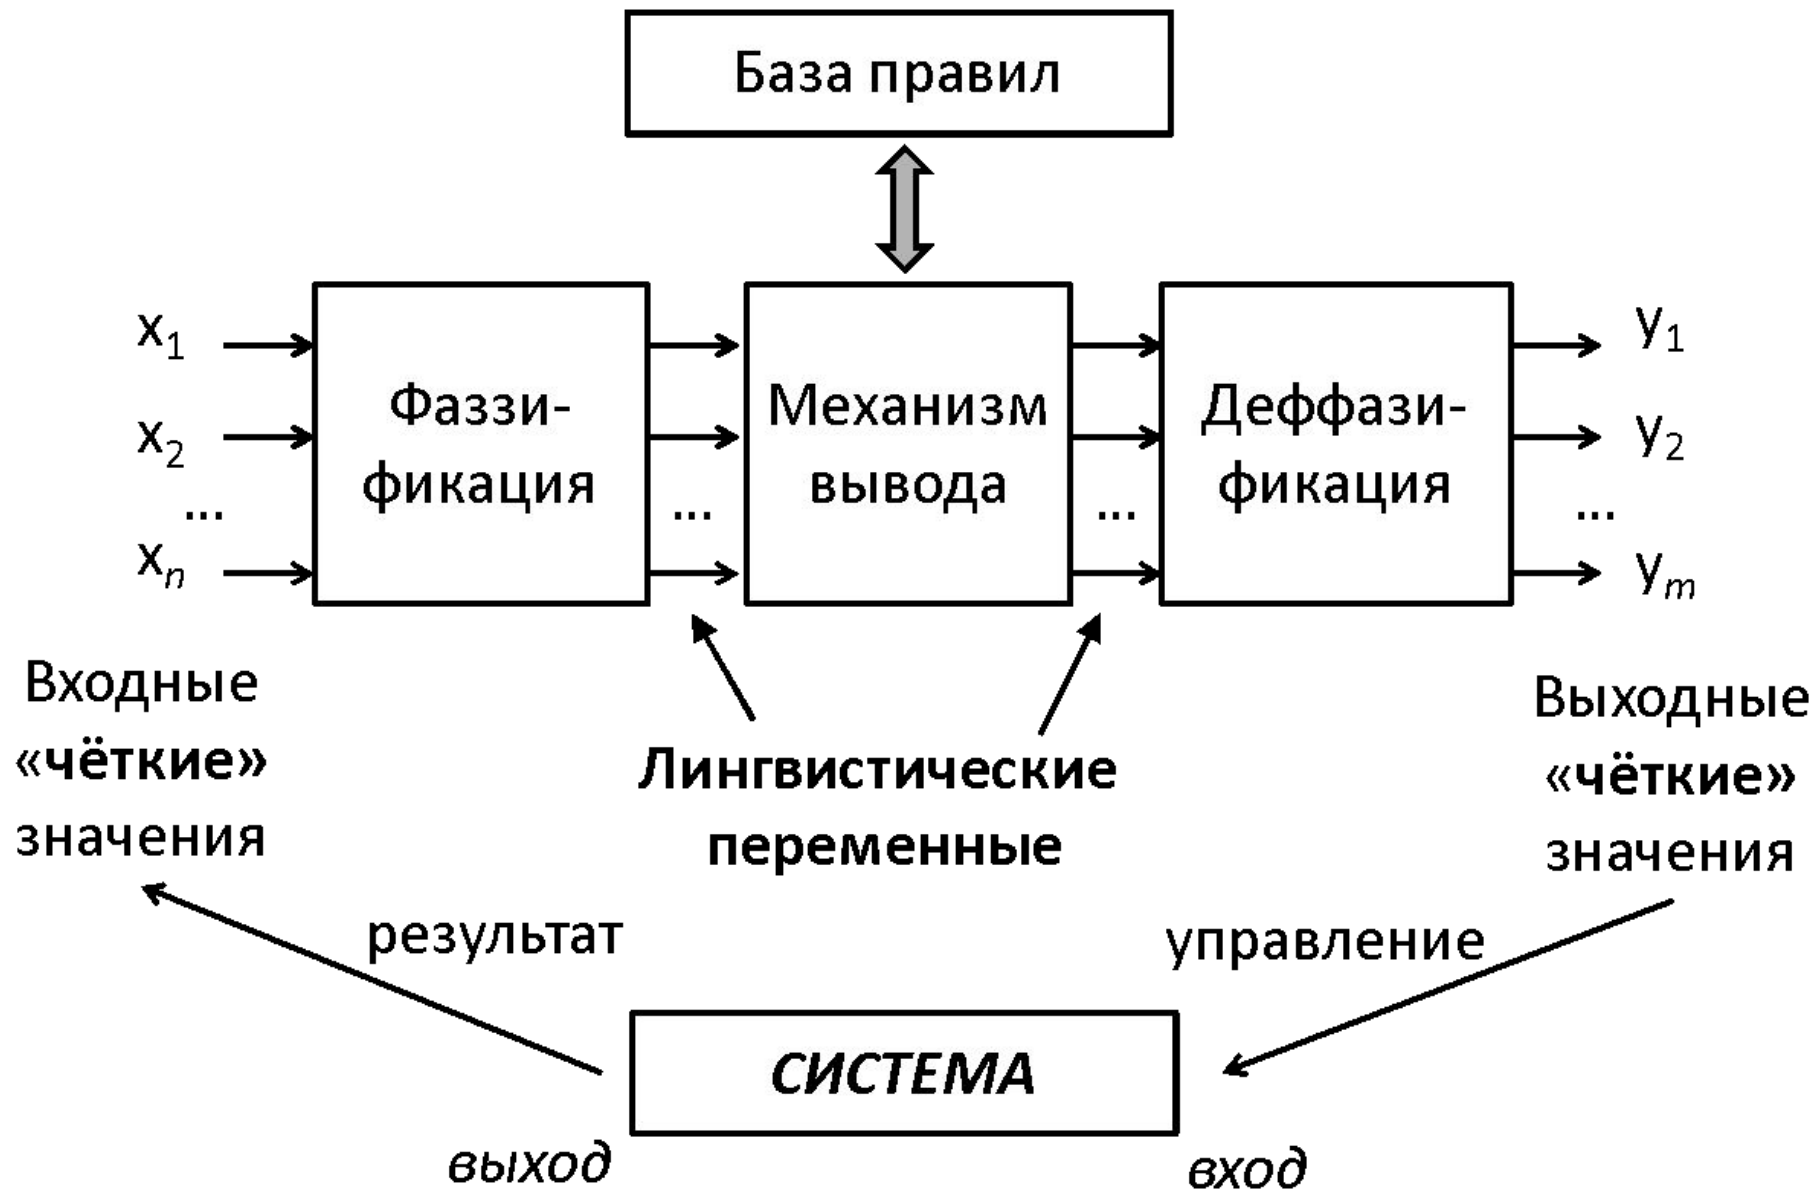 База правил
x1
x2
...
xn
Фаззи-
фикация
...
Механизм
вывода
...
Деффази-
фикация
y1
y2
...
ym
Входные
«чёткие»
значения
Лингвистические
переменные
Выходные
«чёткие»
значения
результат
управление
СИСТЕМА
выход
вход